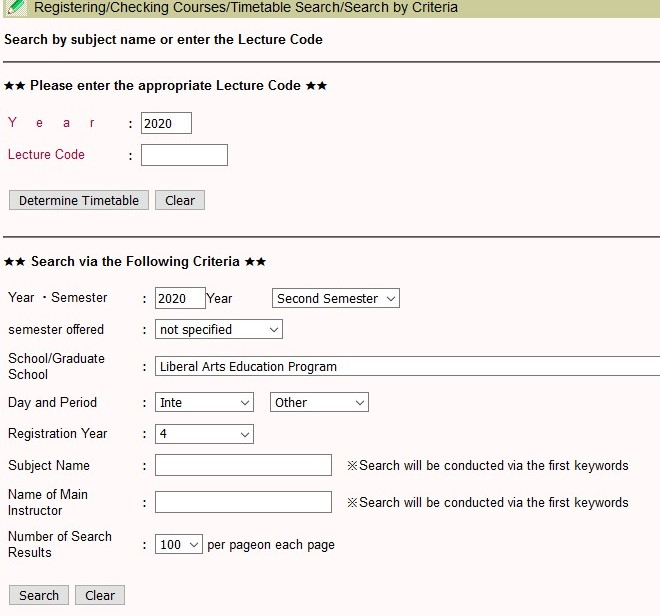 Registering/Checking Courses/Timetable Search/Search by Criteria
Search by subject name or enter the Lecture Code
★★ Please enter the appropriate Lecture Code ★★
Y e a r : 2020
Lecture Code :
Determine Timetable Clear
★★ Search via the Following Criteria ★★
Year ・Semester : 2020 Year Second Semester
semester offered : not specified
School/Graduate School : Liberal Arts Education Program
Day and Period : Inte Other
Registration Year : 4
Subject Name : ※Search will be conducted via the first keywords
Name of Main Instructor : ※Search will be conducted via the first keywords
Number of Search Results : 100 per pageon each page
Search Clear